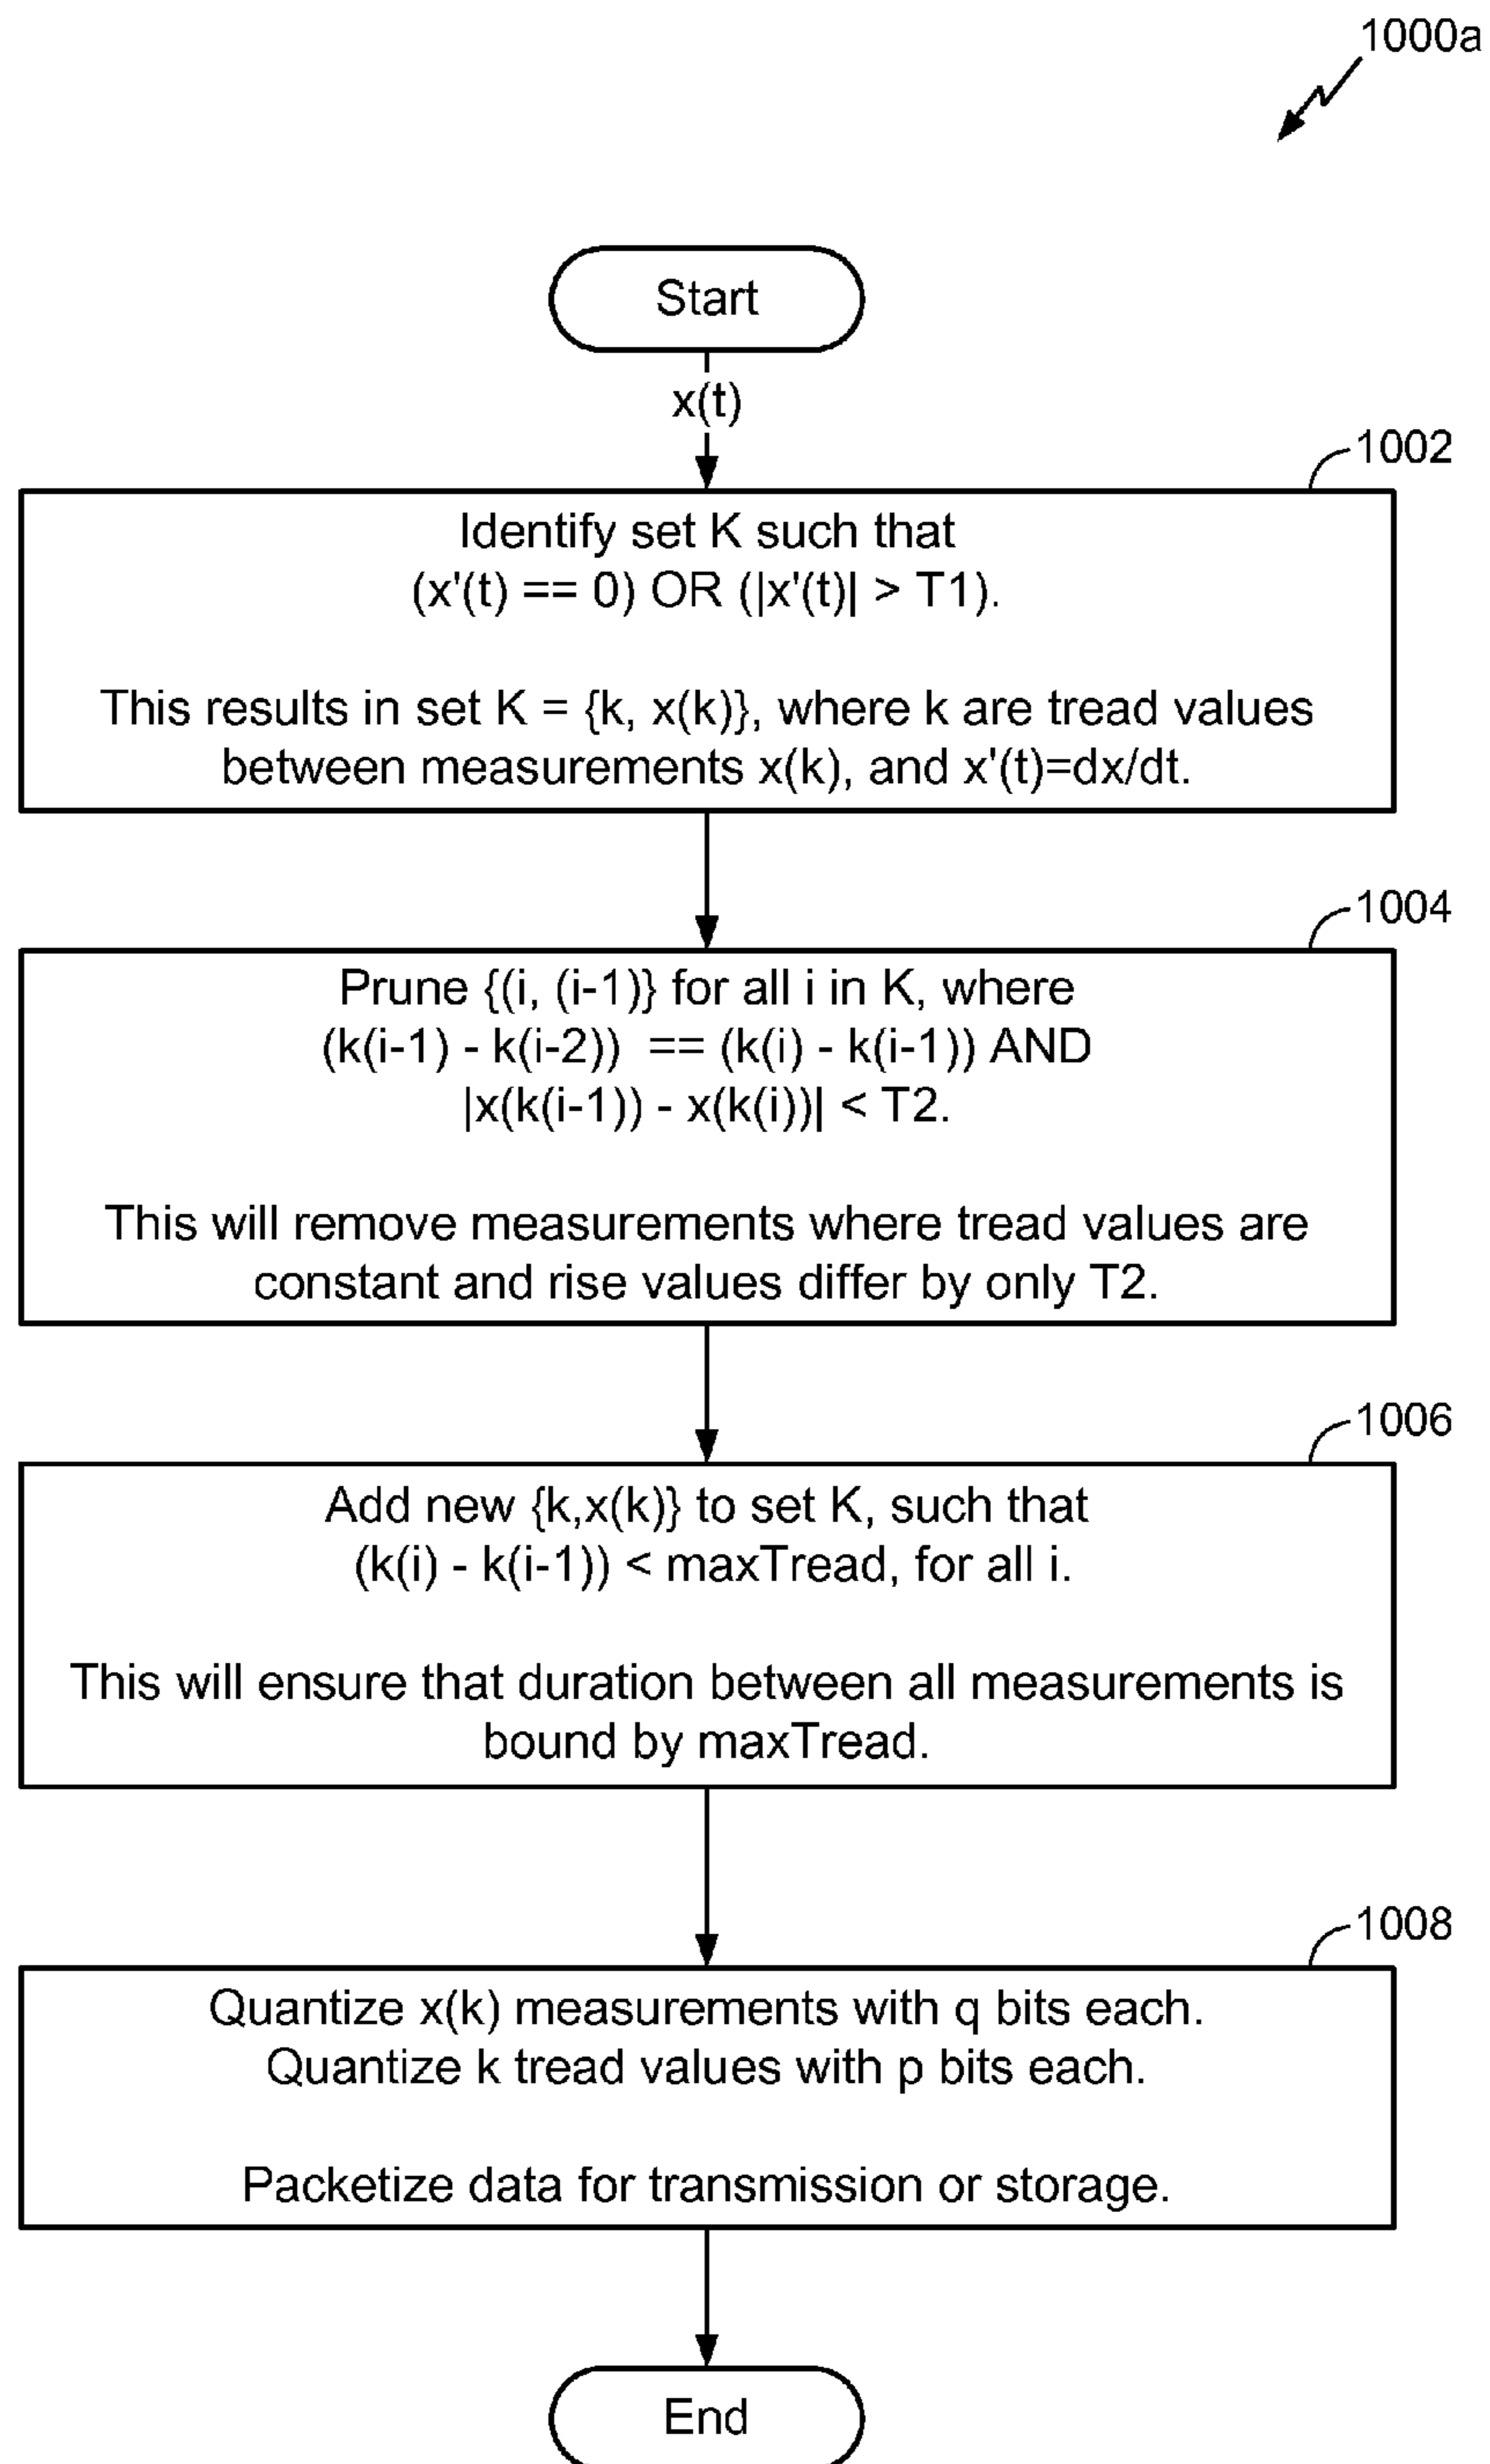 1000a
Start
x(t)
1002
Identify set K such that
(x'(t) == 0) OR (|x'(t)| > T1).
This results in set K = {k, x(k)}, where k are tread values
between measurements x(k), and x'(t)=dx/dt.
1004
Prune {(i, (i-1)} for all i in K, where
(k(i-1) - k(i-2)) == (k(i) - k(i-1)) AND
|x(k(i-1)) - x(k(i))| < T2.
This will remove measurements where tread values are
constant and rise values differ by only T2.
1006
Add new {k,x(k)} to set K, such that
(k(i) - k(i-1)) < maxTread, for all i.
This will ensure that duration between all measurements is
bound by maxTread.
1008
Quantize x(k) measurements with q bits each.
Quantize k tread values with p bits each.
Packetize data for transmission or storage.
End